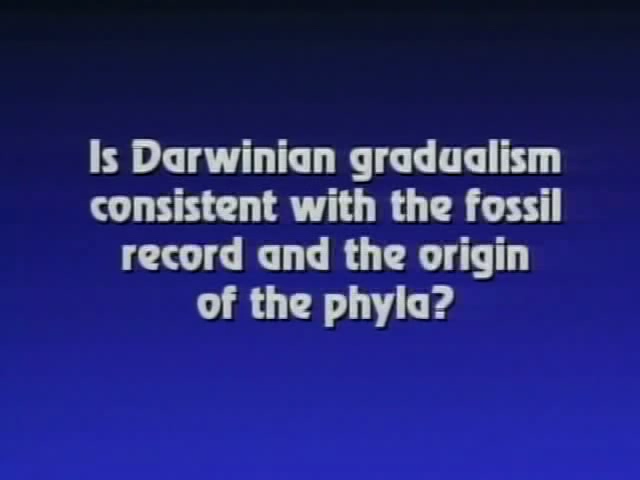 Is Darwinian gradualism
consistent with the fossil
record and the origin
of the phyla?